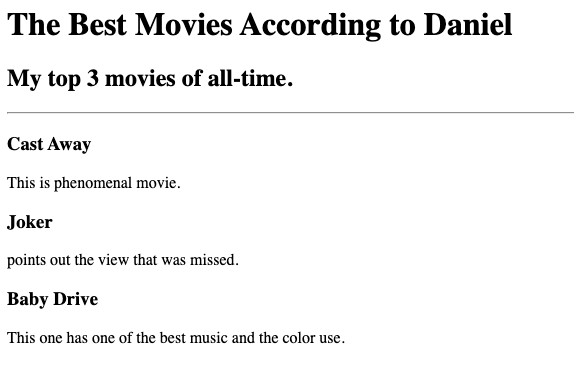 The Best Movies According to Daniel
My top 3 movies of all-time.
Cast Away
This is phenomenal movie.
Joker
points out the view that was missed.
Baby Drive
This one has one of the best music and the color use.